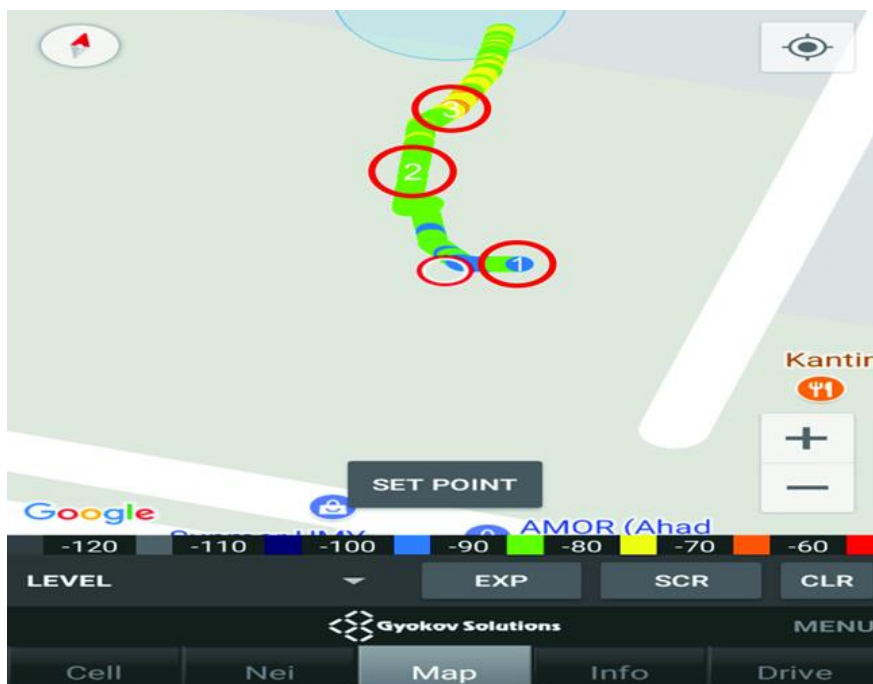 3
2
1
Kantin
SET POINT
Google
AMOR (Ahad
-120 -110 -100 -90 -80 -70 -60
LEVEL EXP SCR CLR
Gyokov Solutions MENU
Cell Nei Map Info Drive